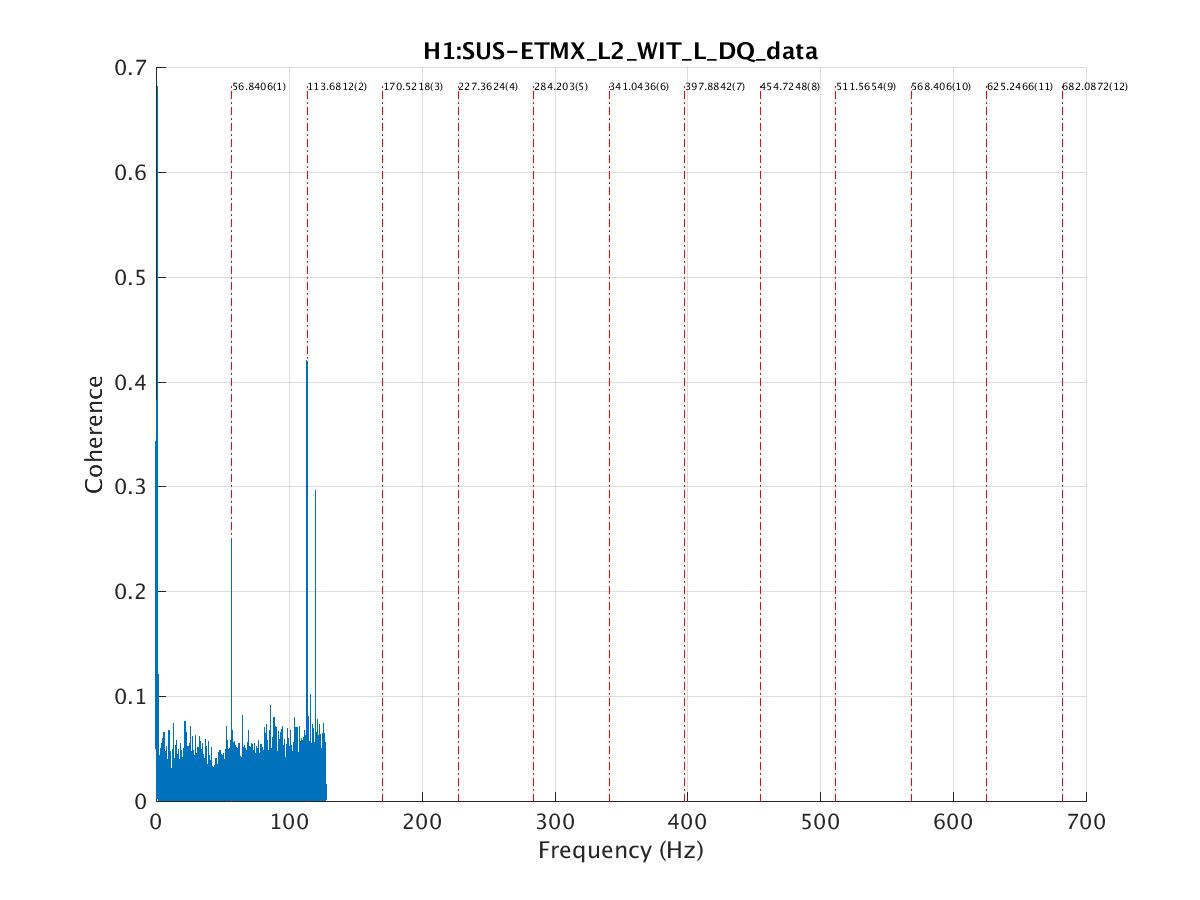 H1:SUS-ETMX_L2_WIT_L_DQ_data
0.7
56.8406(1) 113.6812(2) 170.5218(3) 227.3624(4) 284.203(5) 341.0436(6) 397.8842(7) 454.7248(8) 511.5654(9) 568.406(10) 625.2466(11) 682.0872(12)
0.6
0.5
0.4
Coherence
0.3
0.2
0.1
0
0 100 200 300 400 500 600 700
Frequency (Hz)